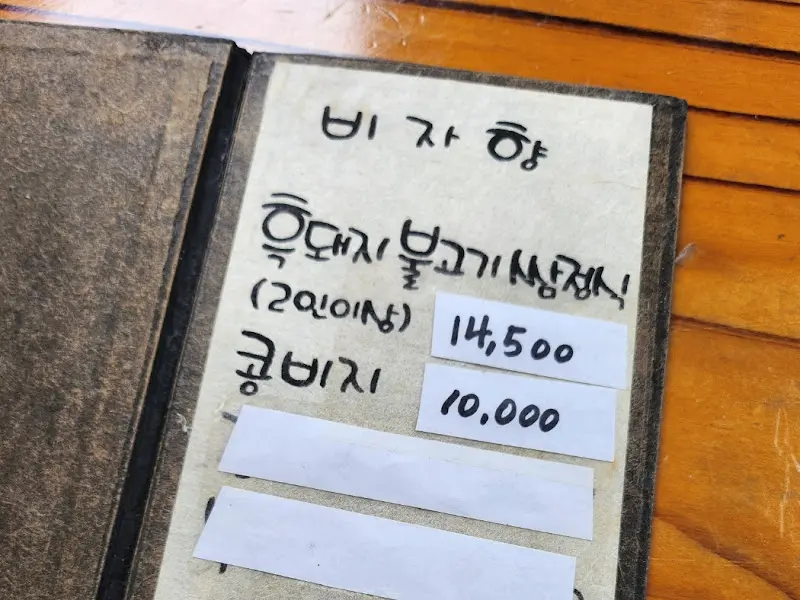 비자향
흑돼지 불고기쌈정식
(2인이상) 14,500
콩비지 10.000